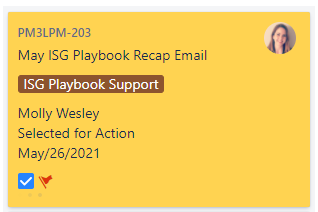 PM3LPM-203
May ISG Playbook Recap Email
ISG Playbook Support
Molly Wesley
Selected for Action
May/26/2021